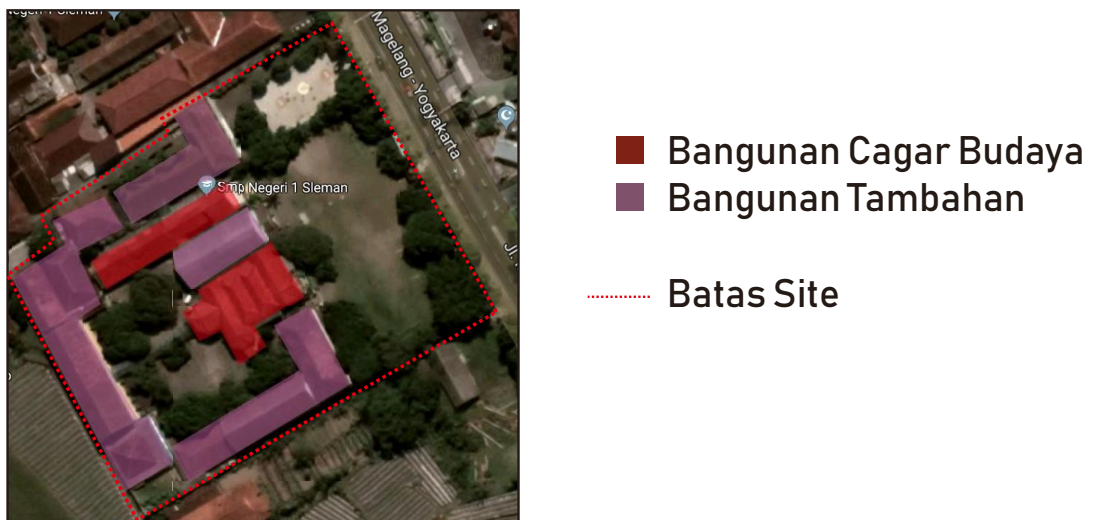 Negeri 1 Sleman
Magelang - Yogyakarta
Smp Negeri 1 Sleman
Jl.
Bangunan Cagar Budaya
Bangunan Tambahan
Batas Site